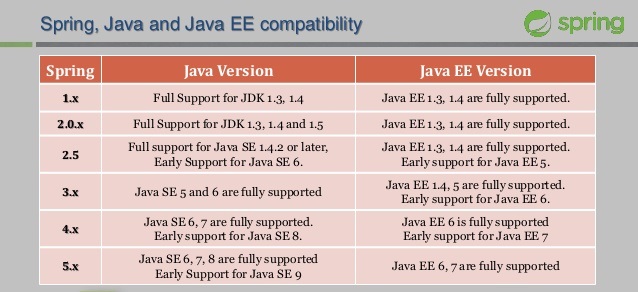 Spring, Java and Java EE compatibility
spring
Spring Java Version Java EE Version
1.x Full Support for JDK 1.3, 1.4 Java EE 1.3, 1.4 are fully supported.
2.0.x Full Support for JDK 1.3, 1.4 and 1.5 Java EE 1.3, 1.4 are fully supported.
2.5 Full support for Java SE 1.4.2 or later, Java EE 1.3, 1.4 are fully supported.
Early Support for Java SE 6. Early support for Java EE 5.
3.x Java SE 5 and 6 are fully supported Java EE 1.4, 5 are fully supported.
Early support for Java EE 6.
4.x Java SE 6, 7 are fully supported. Java EE 6 is fully supported
Early support for Java SE 8. Early support for Java EE 7
5.x Java SE 6, 7, 8 are fully supported Java EE 6, 7 are fully supported
Early Support for Java SE 9